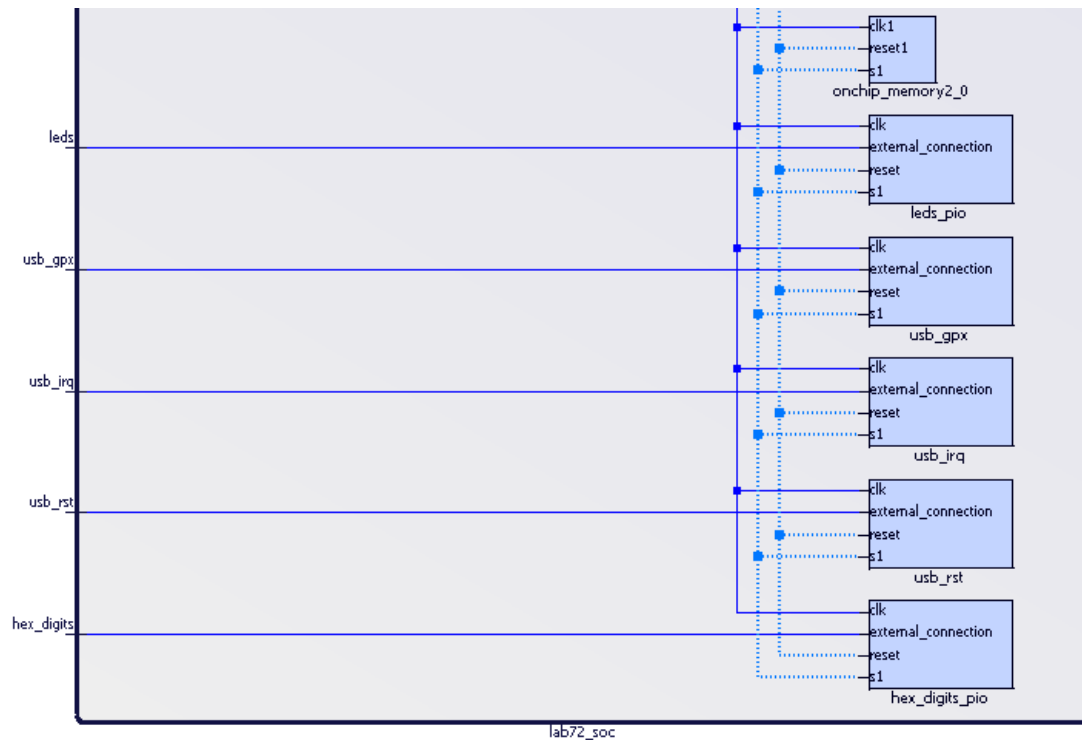 clk1
reset1
s1
onchip_memory2_0
leds
clk
external_connection
reset
s1
leds_pio
usb_gpx
clk
external_connection
reset
s1
usb_gpx
usb_irq
clk
external_connection
reset
s1
usb_irq
usb_rst
clk
external_connection
reset
s1
usb_rst
hex_digits
clk
external_connection
reset
s1
hex_digits_pio
lab72_soc